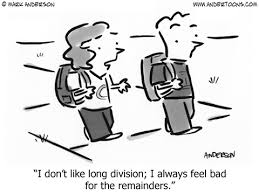 © MARK ANDERSON
WWW.ANDERTOONS.COM
ANDERSON
"I don't like long division; I always feel bad
for the remainders."